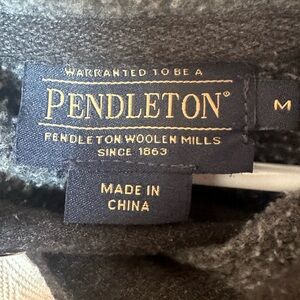 WARRANTED TO BE A
PENDLETON®
M
PENDLETON WOOLEN MILLS
SINCE 1863
MADE IN
CHINA